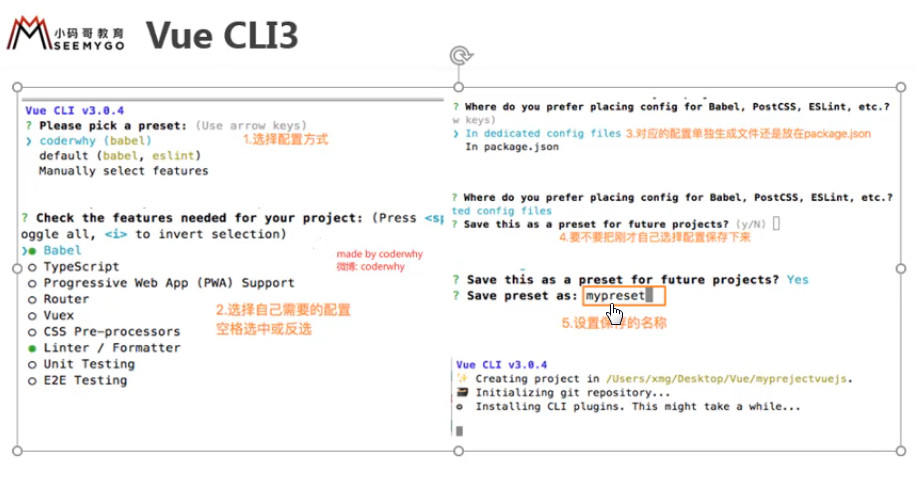 小码哥教育
SEEMYGO
Vue CLI3
Vue CLI v3.0.4
? Please pick a preset: (Use arrow keys)
❯ coderwhy (babel)
default (babel, eslint)
Manually select features
1.选择配置方式
? Check the features needed for your project: (Press <sp
oggle all, <i> to invert selection)
❯● Babel
○ TypeScript
○ Progressive Web App (PWA) Support
○ Router
○ Vuex
○ CSS Pre-processors
● Linter / Formatter
○ Unit Testing
○ E2E Testing
made by coderwhy
微博: coderwhy
2.选择自己需要的配置
空格选中或反选
? Where do you prefer placing config for Babel, PostCSS, ESLint, etc.?
w keys)
❯ In dedicated config files
3.对应的配置单独生成文件还是放在package.json
In package.json
? Where do you prefer placing config for Babel, PostCSS, ESLint, etc.?
ted config files
? Save this as a preset for future projects? (y/N)
4.要不要把刚才自己选择配置保存下来
? Save this as a preset for future projects? Yes
? Save preset as: mypreset
5.设置保存的名称
Vue CLI v3.0.4
Creating project in /Users/xmg/Desktop/Vue/myprejectvuejs.
Initializing git repository...
Installing CLI plugins. This might take a while...